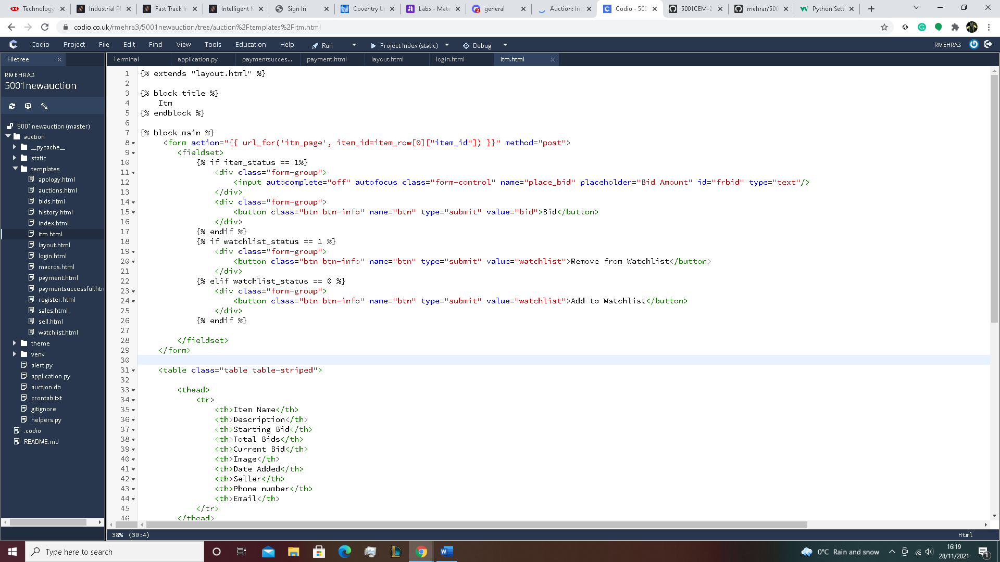 Technology
Industrial Pl
Fast Track In
Intelligent M
Sign In
Coventry U
Labs - Mate
general
Auction: In
Codio - 500
5001CEM-2
mehrar/500
Python Sets
codio.co.uk/rmehra3/5001newauction/tree/auction%2Ftemplates%2Fitm.html
Codio Project File Edit Find View Tools Education Help Run Project Index (static) Debug RMEHRA3
Filetree
Terminal application.py paymentsucces... payment.html layout.html login.html itm.html
RMEHRA3
5001newauction
5001newauction (master)
auction
__pycache__
static
templates
apology.html
auctions.html
bids.html
history.html
index.html
itm.html
layout.html
login.html
macros.html
payment.html
paymentsuccessful.htn
register.html
sales.html
sell.html
watchlist.html
theme
venv
alert.py
application.py
auction.db
crontab.txt
gitignore
helpers.py
.codio
README.md
1 {% extends "layout.html" %}
2
3 {% block title %}
4 Itm
5 {% endblock %}
6
7 {% block main %}
8 <form action="{{ url_for('itm_page', item_id=item_row[0]["item_id"]) }}" method="post">
9 <fieldset>
10 {% if item_status == 1%}
11 <div class="form-group">
12 <input autocomplete="off" autofocus class="form-control" name="place_bid" placeholder="Bid Amount" id="frbid" type="text"/>
13 </div>
14 <div class="form-group">
15 <button class="btn btn-info" name="btn" type="submit" value="bid">Bid</button>
16 </div>
17 {% endif %}
18 {% if watchlist_status == 1 %}
19 <div class="form-group">
20 <button class="btn btn-info" name="btn" type="submit" value="watchlist">Remove from Watchlist</button>
21 </div>
22 {% elif watchlist_status == 0 %}
23 <div class="form-group">
24 <button class="btn btn-info" name="btn" type="submit" value="watchlist">Add to Watchlist</button>
25 </div>
26 {% endif %}
27
28 </fieldset>
29 </form>
30
31 <table class="table table-striped">
32
33 <thead>
34 <tr>
35 <th>Item Name</th>
36 <th>Description</th>
37 <th>Starting Bid</th>
38 <th>Total Bids</th>
39 <th>Current Bid</th>
40 <th>Image</th>
41 <th>Date Added</th>
42 <th>Seller</th>
43 <th>Phone number</th>
44 <th>Email</th>
45 </tr>
46 </thead>
38% (30:4)
Html
Type here to search
0°C Rain and snow
16:19
28/11/2021
1